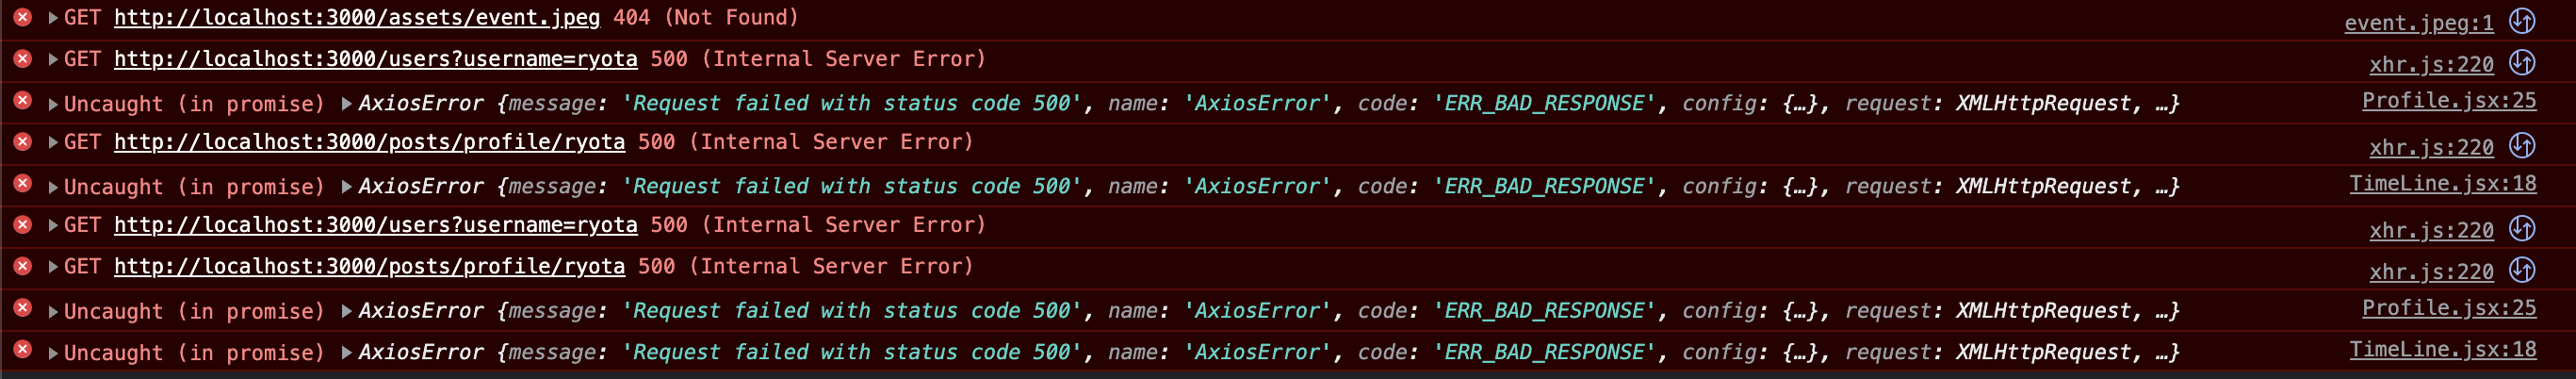 GET http://localhost:3000/assets/event.jpeg 404 (Not Found) event.jpeg:1
GET http://localhost:3000/users?username=ryota 500 (Internal Server Error) xhr.js:220
Uncaught (in promise) AxiosError {message: 'Request failed with status code 500', name: 'AxiosError', code: 'ERR_BAD_RESPONSE', config: {…}, request: XMLHttpRequest, …} Profile.jsx:25
GET http://localhost:3000/posts/profile/ryota 500 (Internal Server Error) xhr.js:220
Uncaught (in promise) AxiosError {message: 'Request failed with status code 500', name: 'AxiosError', code: 'ERR_BAD_RESPONSE', config: {…}, request: XMLHttpRequest, …} TimeLine.jsx:18
GET http://localhost:3000/users?username=ryota 500 (Internal Server Error) xhr.js:220
GET http://localhost:3000/posts/profile/ryota 500 (Internal Server Error) xhr.js:220
Uncaught (in promise) AxiosError {message: 'Request failed with status code 500', name: 'AxiosError', code: 'ERR_BAD_RESPONSE', config: {…}, request: XMLHttpRequest, …} Profile.jsx:25
Uncaught (in promise) AxiosError {message: 'Request failed with status code 500', name: 'AxiosError', code: 'ERR_BAD_RESPONSE', config: {…}, request: XMLHttpRequest, …} TimeLine.jsx:18